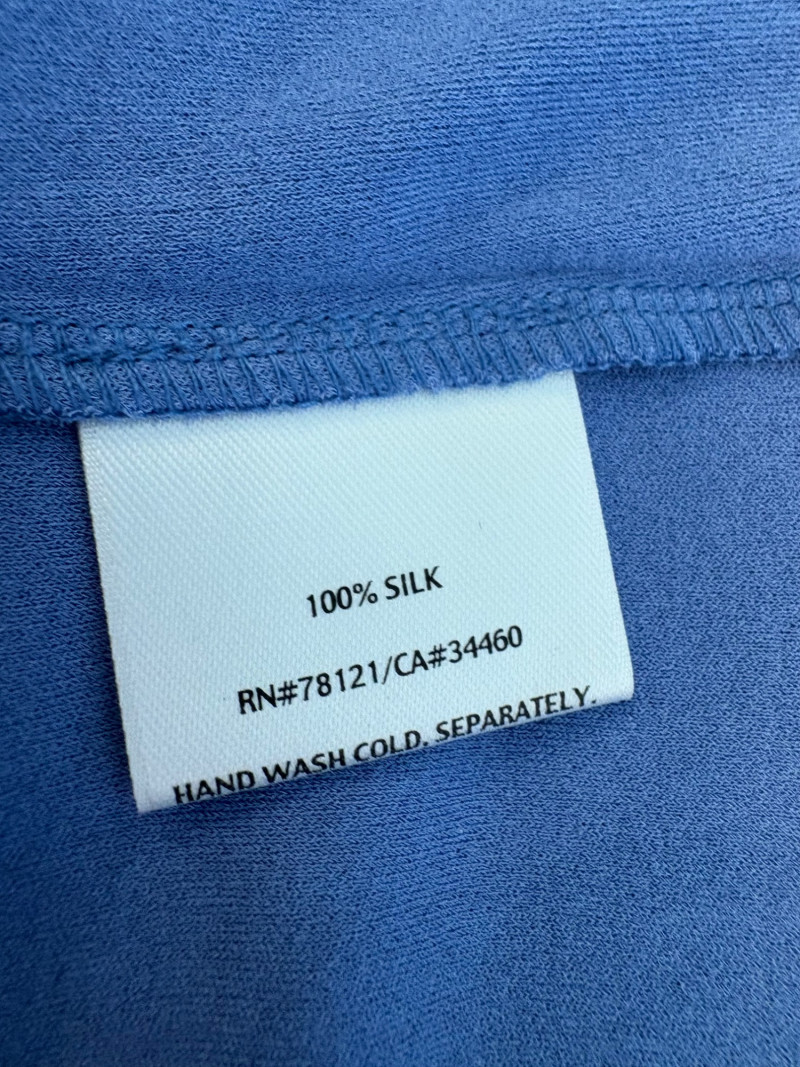 100% SILK
RN#78121/CA#34460
HAND WASH COLD. SEPARATELY.